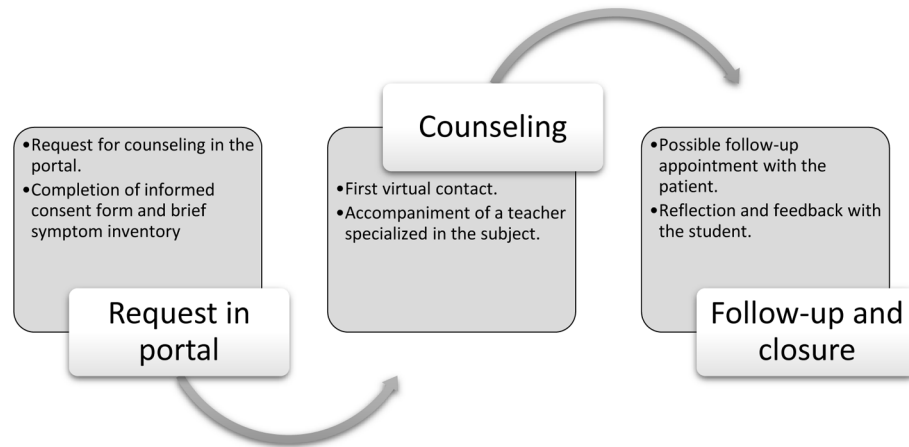 •Request for counseling in the
portal.
•Completion of informed
consent form and brief
symptom inventory
Request in
portal
Counseling
•First virtual contact.
•Accompaniment of a teacher
specialized in the subject.
•Possible follow-up
appointment with the
patient.
•Reflection and feedback with
the student.
Follow-up and
closure